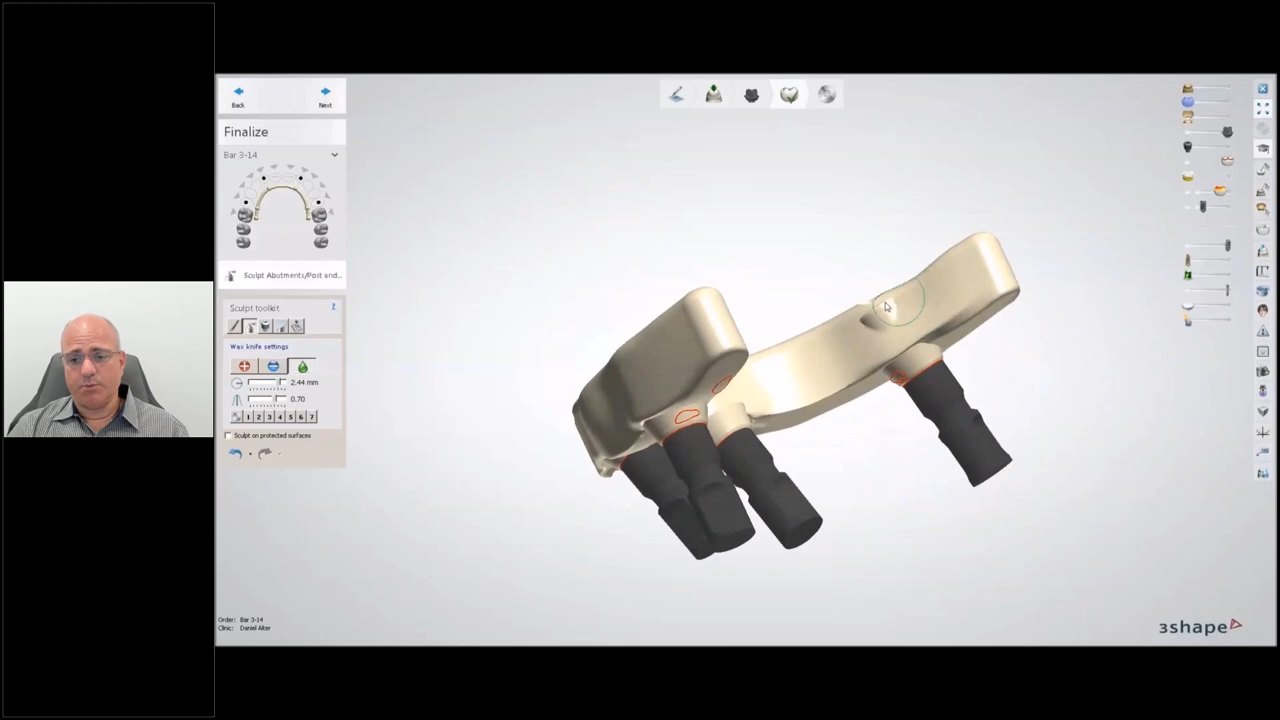 Back
Next
Finalize
Bar 3-14
Sculpt Abutments/Post and...
Sculpt toolkit
?
Wax knife settings
2.44 mm
0.70
1 2 3 4 5 6 7
Sculpt on protected surfaces
Order: Bar 3-14
Clinic: Daniel Alter
3shape